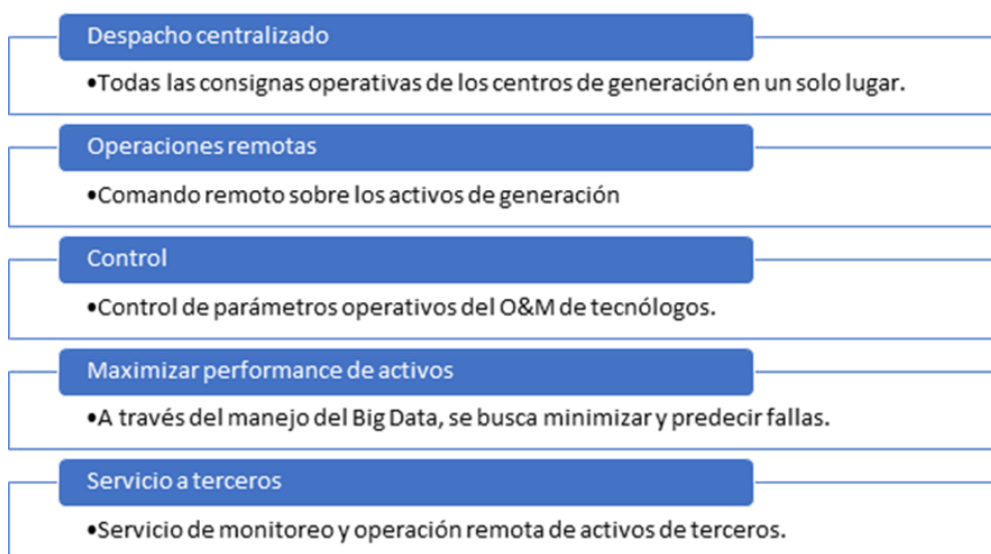 Despacho centralizado
•Todas las consignas operativas de los centros de generación en un solo lugar.
Operaciones remotas
•Comando remoto sobre los activos de generación
Control
•Control de parámetros operativos del O&M de tecnólogos.
Maximizar performance de activos
•A través del manejo del Big Data, se busca minimizar y predecir fallas.
Servicio a terceros
•Servicio de monitoreo y operación remota de activos de terceros.